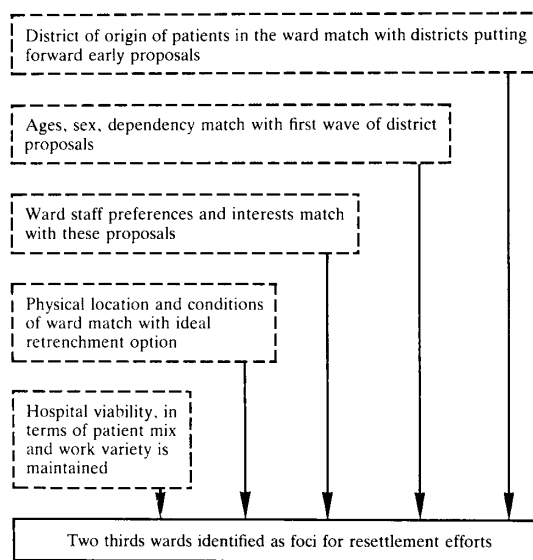 District of origin of patients in the ward match with districts putting
forward early proposals
Ages, sex, dependency match with first wave of district
proposals
Ward staff preferences and interests match
with these proposals
Physical location and conditions
of ward match with ideal
retrenchment option
Hospital viability, in
terms of patient mix
and work variety is
maintained
Two thirds wards identified as foci for resettlement efforts